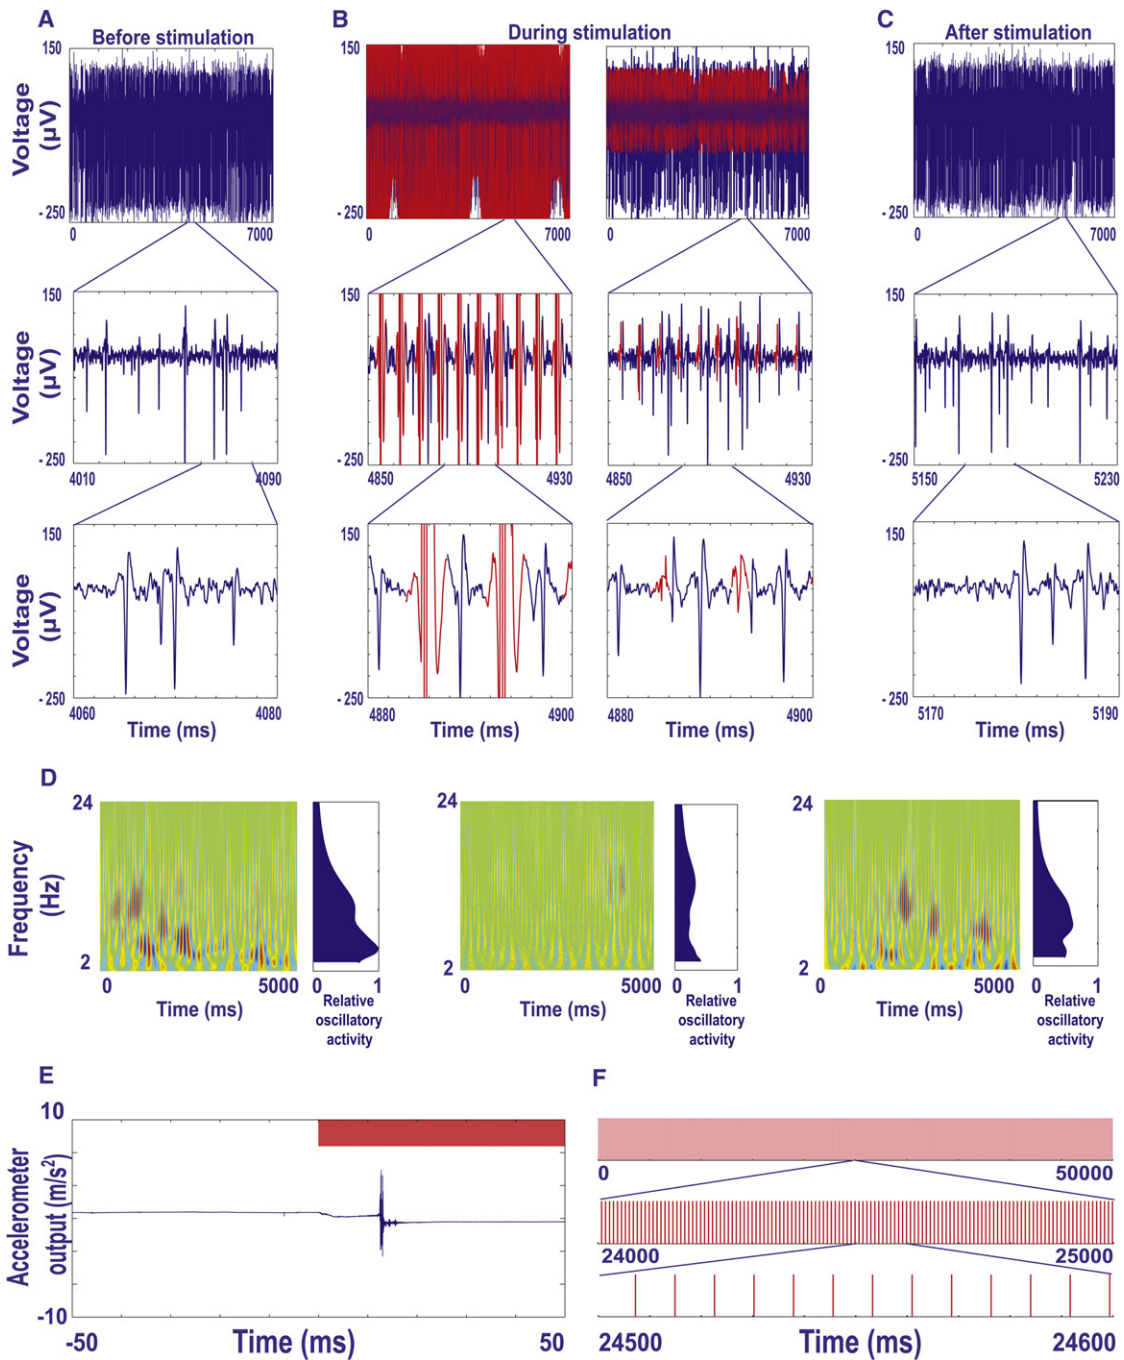 A
B
C
Before stimulation
During stimulation
After stimulation
Voltage
(µV)
150
-250
0
7000
150
-250
0
7000
0
7000
150
-250
0
7000
Voltage
(µV)
150
-250
4010
4090
150
-250
4850
4930
150
-250
4850
4930
150
-250
5150
5230
Voltage
(µV)
150
-250
4060
4080
Time (ms)
150
-250
4880
4900
Time (ms)
150
-250
4880
4900
Time (ms)
150
-250
5170
5190
Time (ms)
D
Frequency
(Hz)
24
2
0
5000
Time (ms)
0
1
Relative
oscillatory
activity
24
2
0
5000
Time (ms)
0
1
Relative
oscillatory
activity
24
2
0
5000
Time (ms)
0
1
Relative
oscillatory
activity
E
Accelerometer
output (m/s²)
10
-10
-50
Time (ms)
50
F
0
50000
24000
25000
24500
Time (ms)
24600